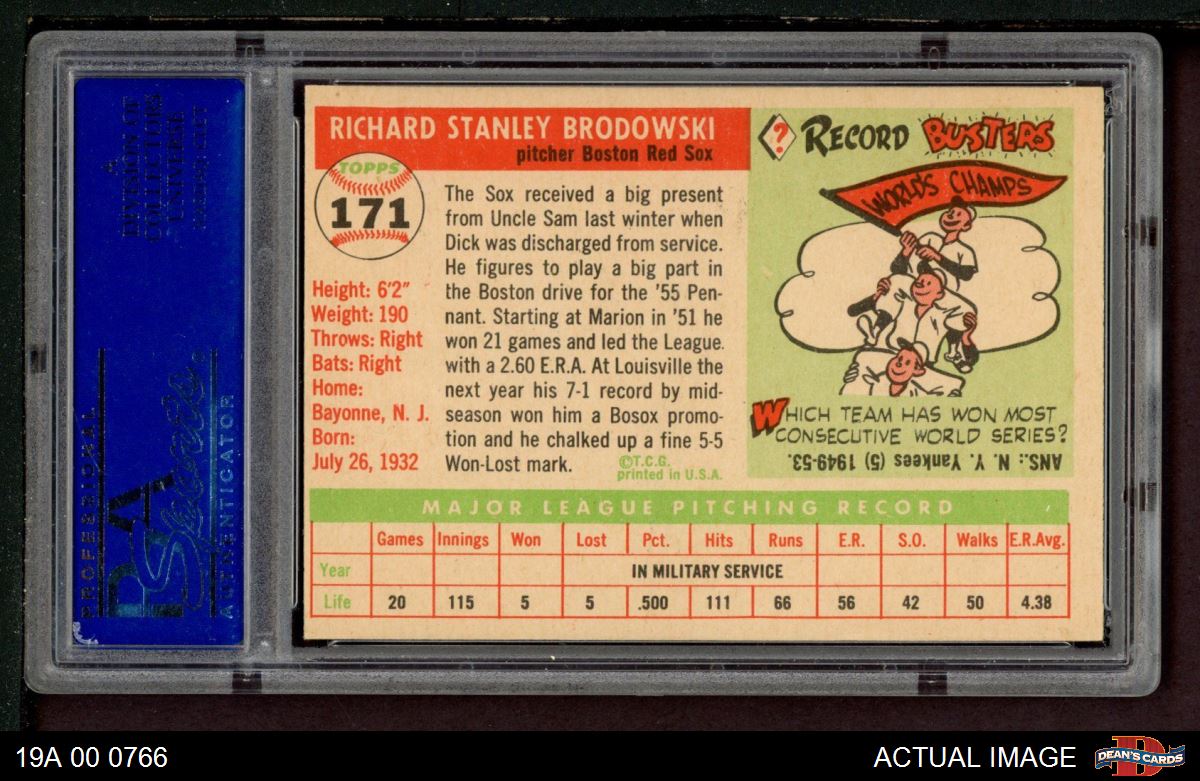 A
DIVISION OF
COLLECTORS
UNIVERSE
NASDAQ: CLCT
PROFESSIONAL
PSA
Sports
AUTHENTICATOR
RICHARD STANLEY BRODOWSKI
pitcher Boston Red Sox
TOPPS
171
Height: 6'2"
Weight: 190
Throws: Right
Bats: Right
Home:
Bayonne, N. J.
Born:
July 26, 1932
The Sox received a big present
from Uncle Sam last winter when
Dick was discharged from service.
He figures to play a big part in
the Boston drive for the '55 Pen-
nant. Starting at Marion in '51 he
won 21 games and led the League.
with a 2.60 E.R.A. At Louisville the
next year his 7-1 record by mid-
season won him a Bosox promo-
tion and he chalked up a fine 5-5
Won-Lost mark.
©T.C.G.
printed in U.S.A.
? RECORD BUSTERS
WORLD'S CHAMPS
WHICH TEAM HAS WON MOST
CONSECUTIVE WORLD SERIES?
ANS.: N. Y. Yankees (5) 1949-53.
MAJOR LEAGUE PITCHING RECORD
Games Innings Won Lost Pct. Hits Runs E.R. S.O. Walks E.R.Avg.
Year IN MILITARY SERVICE
Life 20 115 5 5 .500 111 66 56 42 50 4.38
19A 00 0766
ACTUAL IMAGE
D
DEAN'S CARDS